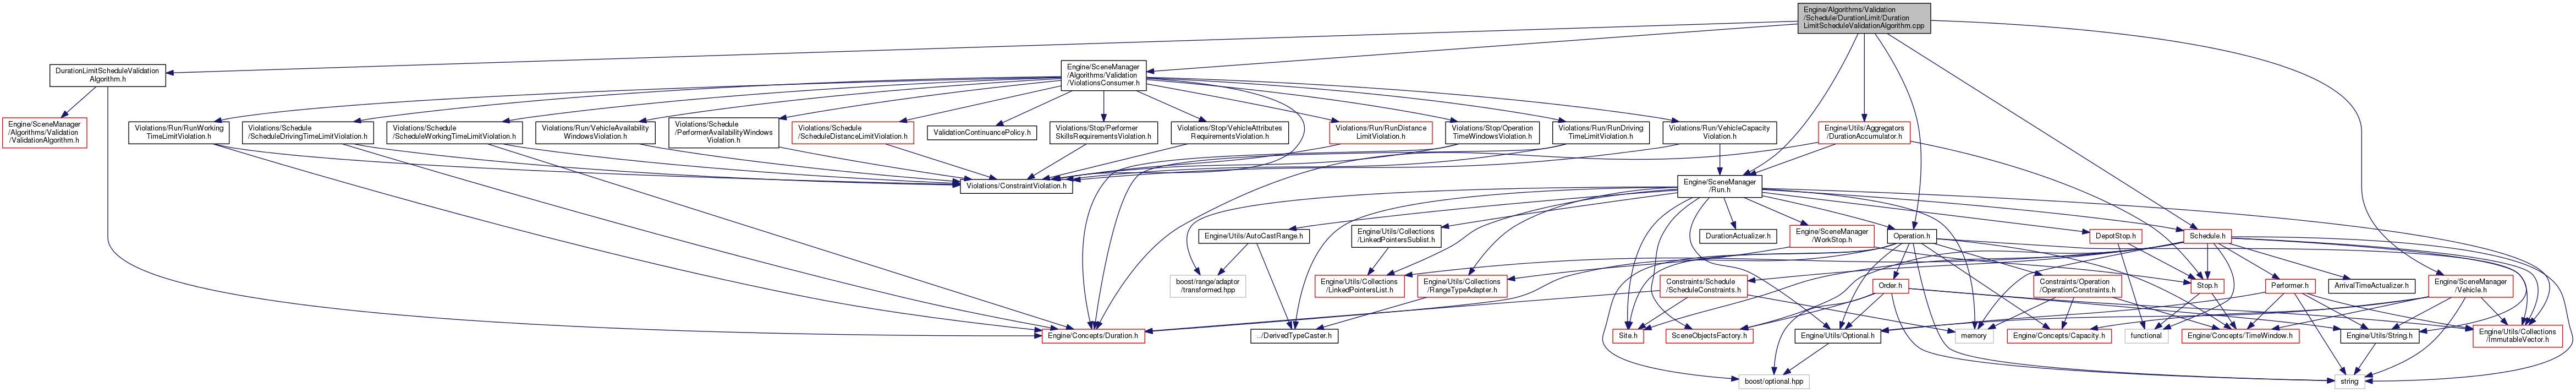 Engine/Algorithms/Validation
/Schedule/DurationLimit/Duration
LimitScheduleValidationAlgorithm.cpp
DurationLimitScheduleValidation
Algorithm.h
Engine/SceneManager
/Algorithms/Validation
/ViolationsConsumer.h
Engine/SceneManager
/Algorithms/Validation
/ValidationAlgorithm.h
Violations/Run/RunWorking
TimeLimitViolation.h
Violations/Schedule
/ScheduleDrivingTimeLimitViolation.h
Violations/Schedule
/ScheduleWorkingTimeLimitViolation.h
Violations/Run/VehicleAvailability
WindowsViolation.h
Violations/Schedule
/PerformerAvailabilityWindows
Violation.h
Violations/Schedule
/ScheduleDistanceLimitViolation.h
ValidationContinuancePolicy.h
Violations/Stop/Performer
SkillsRequirementsViolation.h
Violations/Stop/VehicleAttributes
RequirementsViolation.h
Violations/Run/RunDistance
LimitViolation.h
Violations/Stop/Operation
TimeWindowsViolation.h
Violations/Run/RunDriving
TimeLimitViolation.h
Violations/Run/VehicleCapacity
Violation.h
Engine/Utils/Aggregators
/DurationAccumulator.h
Violations/ConstraintViolation.h
Engine/SceneManager
/Run.h
Engine/Utils/AutoCastRange.h
Engine/Utils/Collections
/LinkedPointersSublist.h
DurationActualizer.h
Engine/SceneManager
/WorkStop.h
Operation.h
DepotStop.h
Schedule.h
boost/range/adaptor
/transformed.hpp
Engine/Utils/Collections
/LinkedPointersList.h
Engine/Utils/Collections
/RangeTypeAdapter.h
Constraints/Schedule
/ScheduleConstraints.h
Order.h
Constraints/Operation
/OperationConstraints.h
Stop.h
Performer.h
ArrivalTimeActualizer.h
Engine/SceneManager
/Vehicle.h
Engine/Concepts/Duration.h
../DerivedTypeCaster.h
Site.h
SceneObjectsFactory.h
Engine/Utils/Optional.h
memory
Engine/Concepts/Capacity.h
functional
Engine/Concepts/TimeWindow.h
Engine/Utils/String.h
Engine/Utils/Collections
/ImmutableVector.h
boost/optional.hpp
string